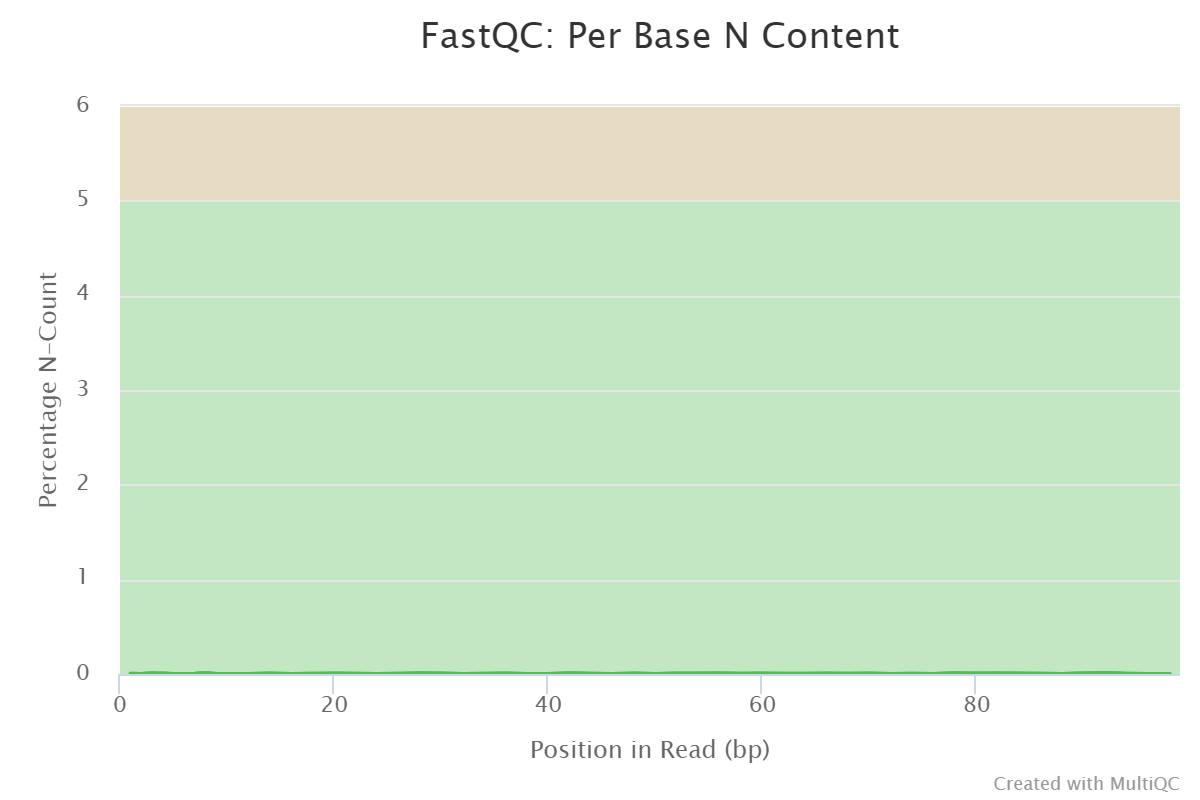 FastQC: Per Base N Content
6
5
4
3
2
1
0
Percentage N-Count
0 20 40 60 80
Position in Read (bp)
Created with MultiQC